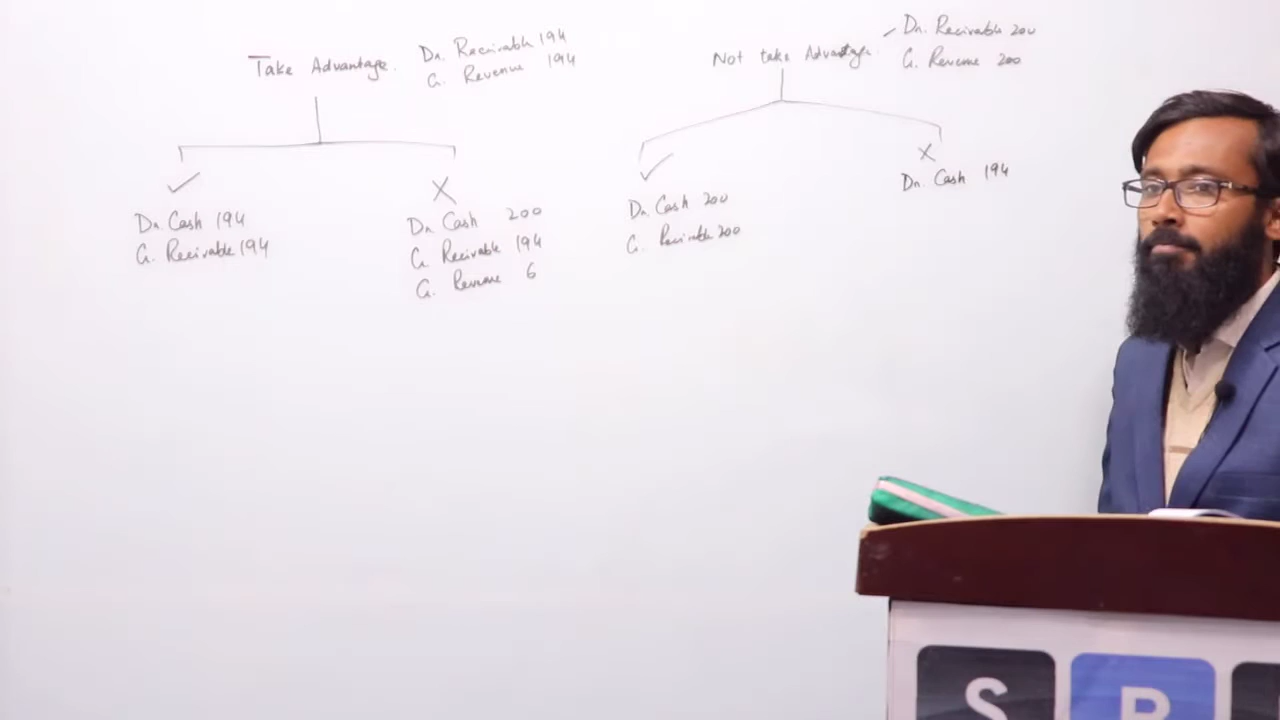 Take Advantage.
Dr. Receivable 194
Cr. Revenue 194
✓
Dr. Cash 194
Cr. Receivable 194
X
Dr. Cash 200
Cr. Receivable 194
Cr. Revenue 6
Not take Advantage.
Dr. Receivable 200
Cr. Revenue 200
✓
Dr. Cash 200
Cr. Receivable 200
X
Dr. Cash 194
S P